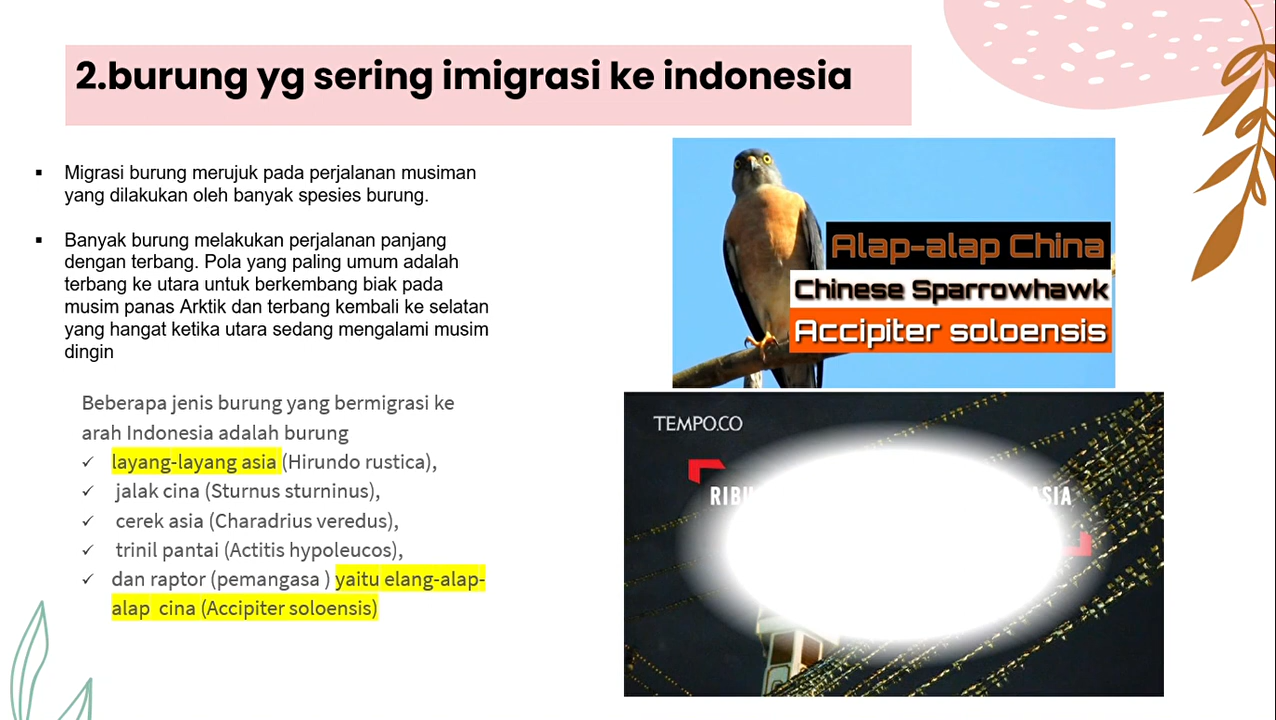 2.burung yg sering imigrasi ke indonesia
Migrasi burung merujuk pada perjalanan musiman
yang dilakukan oleh banyak spesies burung.
Banyak burung melakukan perjalanan panjang
dengan terbang. Pola yang paling umum adalah
terbang ke utara untuk berkembang biak pada
musim panas Arktik dan terbang kembali ke selatan
yang hangat ketika utara sedang mengalami musim
dingin
Beberapa jenis burung yang bermigrasi ke
arah Indonesia adalah burung
layang-layang asia (Hirundo rustica),
jalak cina (Sturnus sturninus),
cerek asia (Charadrius veredus),
trinil pantai (Actitis hypoleucos),
dan raptor (pemangasa ) yaitu elang-alap-
alap cina (Accipiter soloensis)
Alap-alap China
Chinese Sparrowhawk
Accipiter soloensis
TEMPO.CO